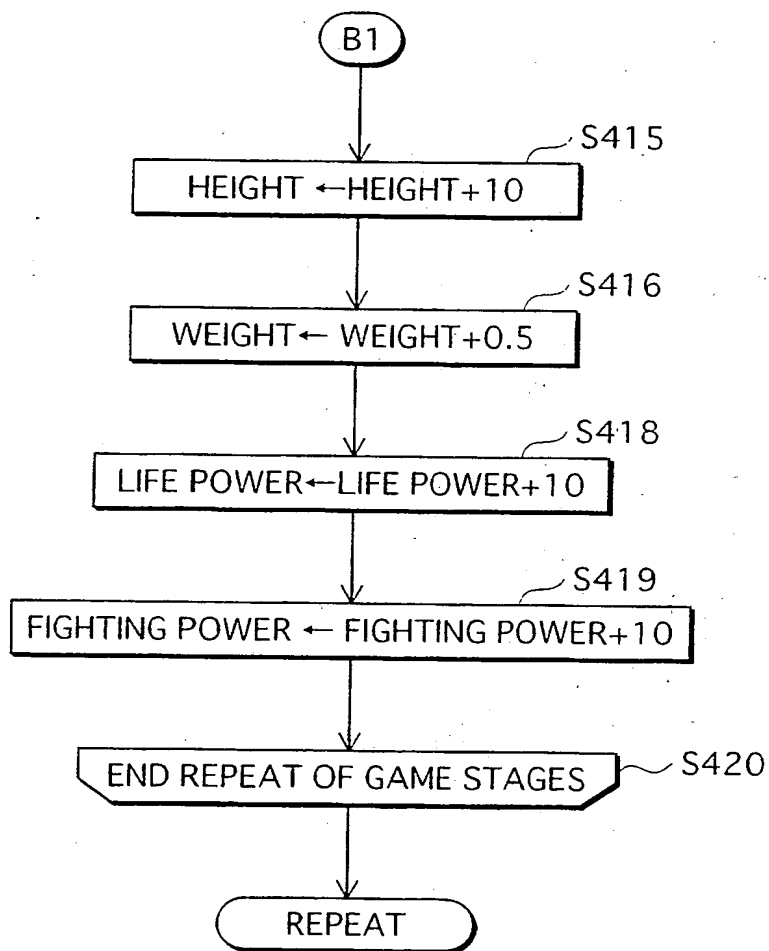 B1
S415
HEIGHT ←HEIGHT+10
S416
WEIGHT← WEIGHT+0.5
S418
LIFE POWER←LIFE POWER+10
S419
FIGHTING POWER ← FIGHTING POWER+10
END REPEAT OF GAME STAGES
S420
REPEAT